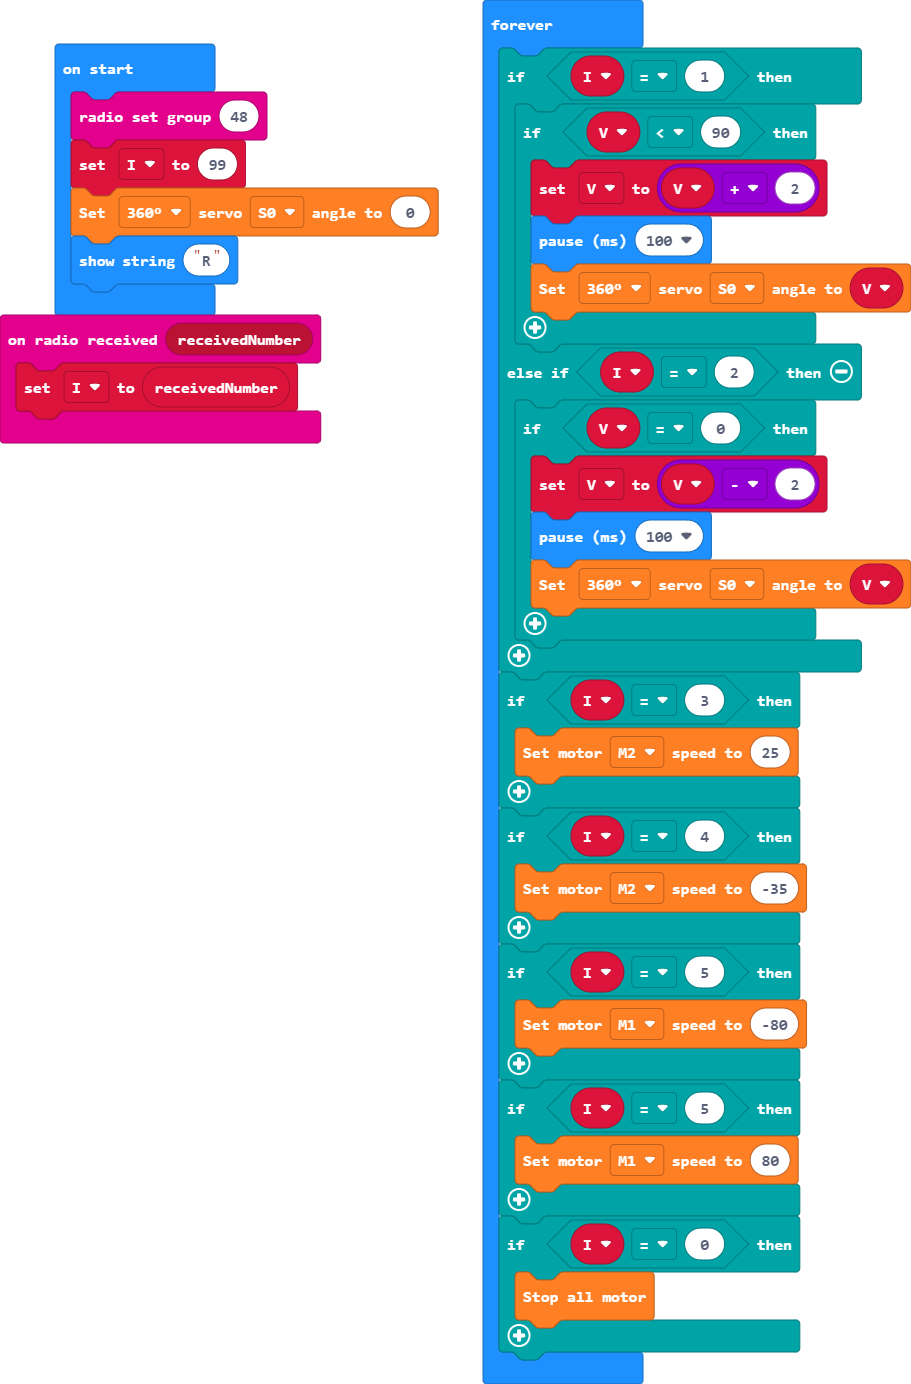 on start
radio set group 48
set I to 99
Set 360º servo S0 angle to 0
show string "R"
on radio received receivedNumber
set I to receivedNumber
forever
if I = 1 then
if V < 90 then
set V to V + 2
pause (ms) 100
Set 360º servo S0 angle to V
else if I = 2 then
if V = 0 then
set V to V - 2
pause (ms) 100
Set 360º servo S0 angle to V
if I = 3 then
Set motor M2 speed to 25
if I = 4 then
Set motor M2 speed to -35
if I = 5 then
Set motor M1 speed to -80
if I = 5 then
Set motor M1 speed to 80
if I = 0 then
Stop all motor